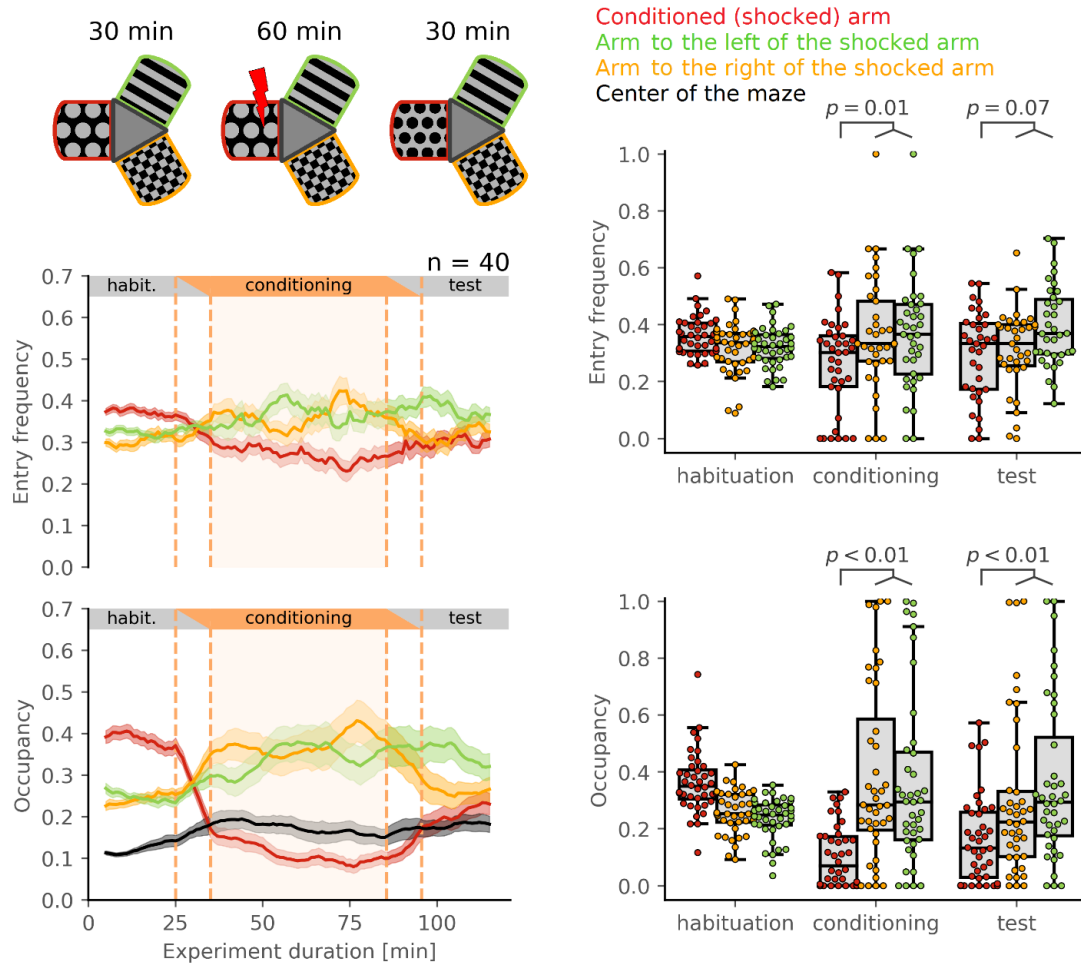 30 min
60 min
30 min
n = 40
0.7
0.6
0.5
0.4
0.3
0.2
0.1
0.0
Entry frequency
habit.
conditioning
test
0.7
0.6
0.5
0.4
0.3
0.2
0.1
0.0
Occupancy
habit.
conditioning
test
0
25
50
75
100
Experiment duration [min]
Conditioned (shocked) arm
Arm to the left of the shocked arm
Arm to the right of the shocked arm
Center of the maze
p = 0.01
p = 0.07
1.0
0.8
0.6
0.4
0.2
0.0
Entry frequency
habituation
conditioning
test
p < 0.01
p < 0.01
1.0
0.8
0.6
0.4
0.2
0.0
Occupancy
habituation
conditioning
test